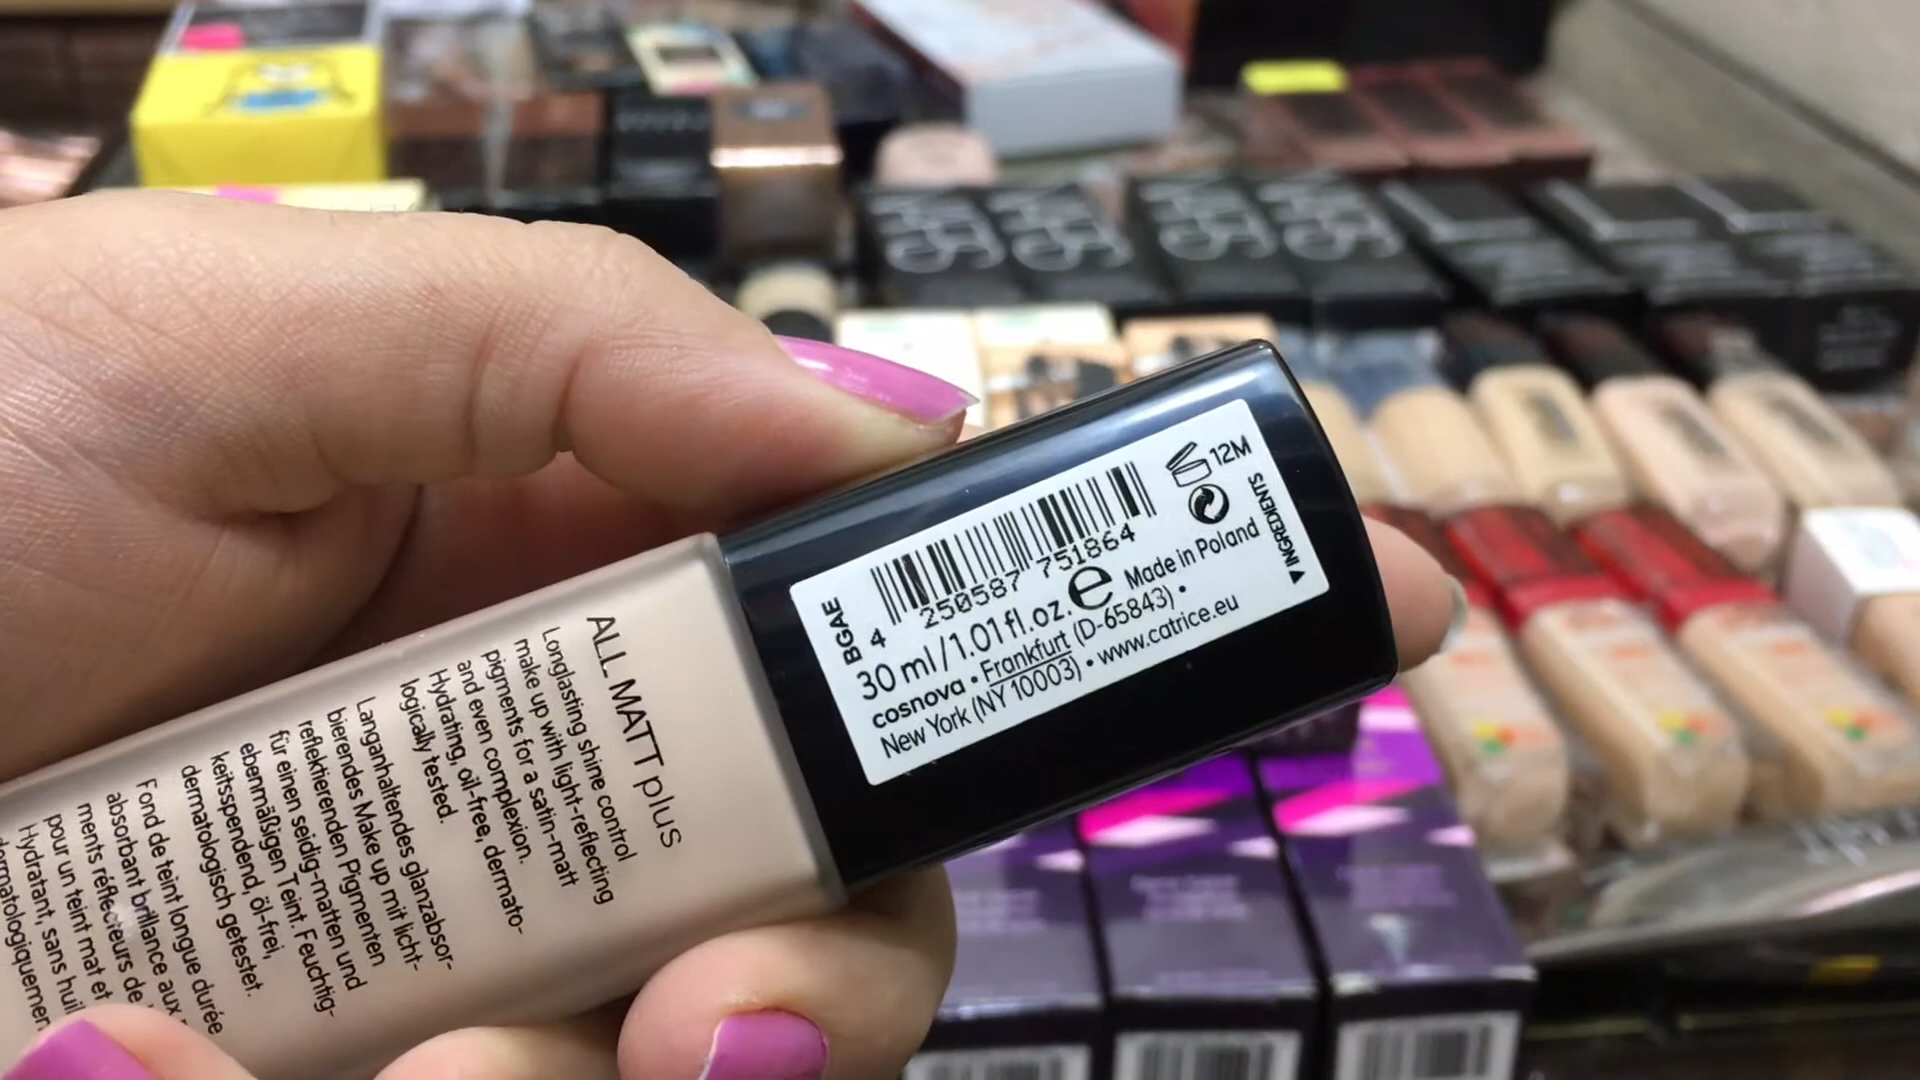 BGAE
4 250587 751864
12M
30 ml/1.01 fl.oz. e Made in Poland
cosnova • Frankfurt (D-65843) •
New York (NY 10003) • www.catrice.eu
INGREDIENTS
ALL MATT plus
Longlasting shine control
make up with light-reflecting
pigments for a satin-matt
and even complexion.
Hydrating, oil-free, dermato-
logically tested.
Langanhaltendes glanzabsor-
bierendes Make up mit licht-
reflektierenden Pigmenten
für einen seidig-matten und
ebenmäßigen Teint. Feuchtig-
keitsspendend, öl-frei,
dermatologisch getestet.
Fond de teint longue durée
absorbant brillance aux
ments réflecteurs de
pour un teint mat et
Hydratant, sans
NARS
NARS
NARS
NARS